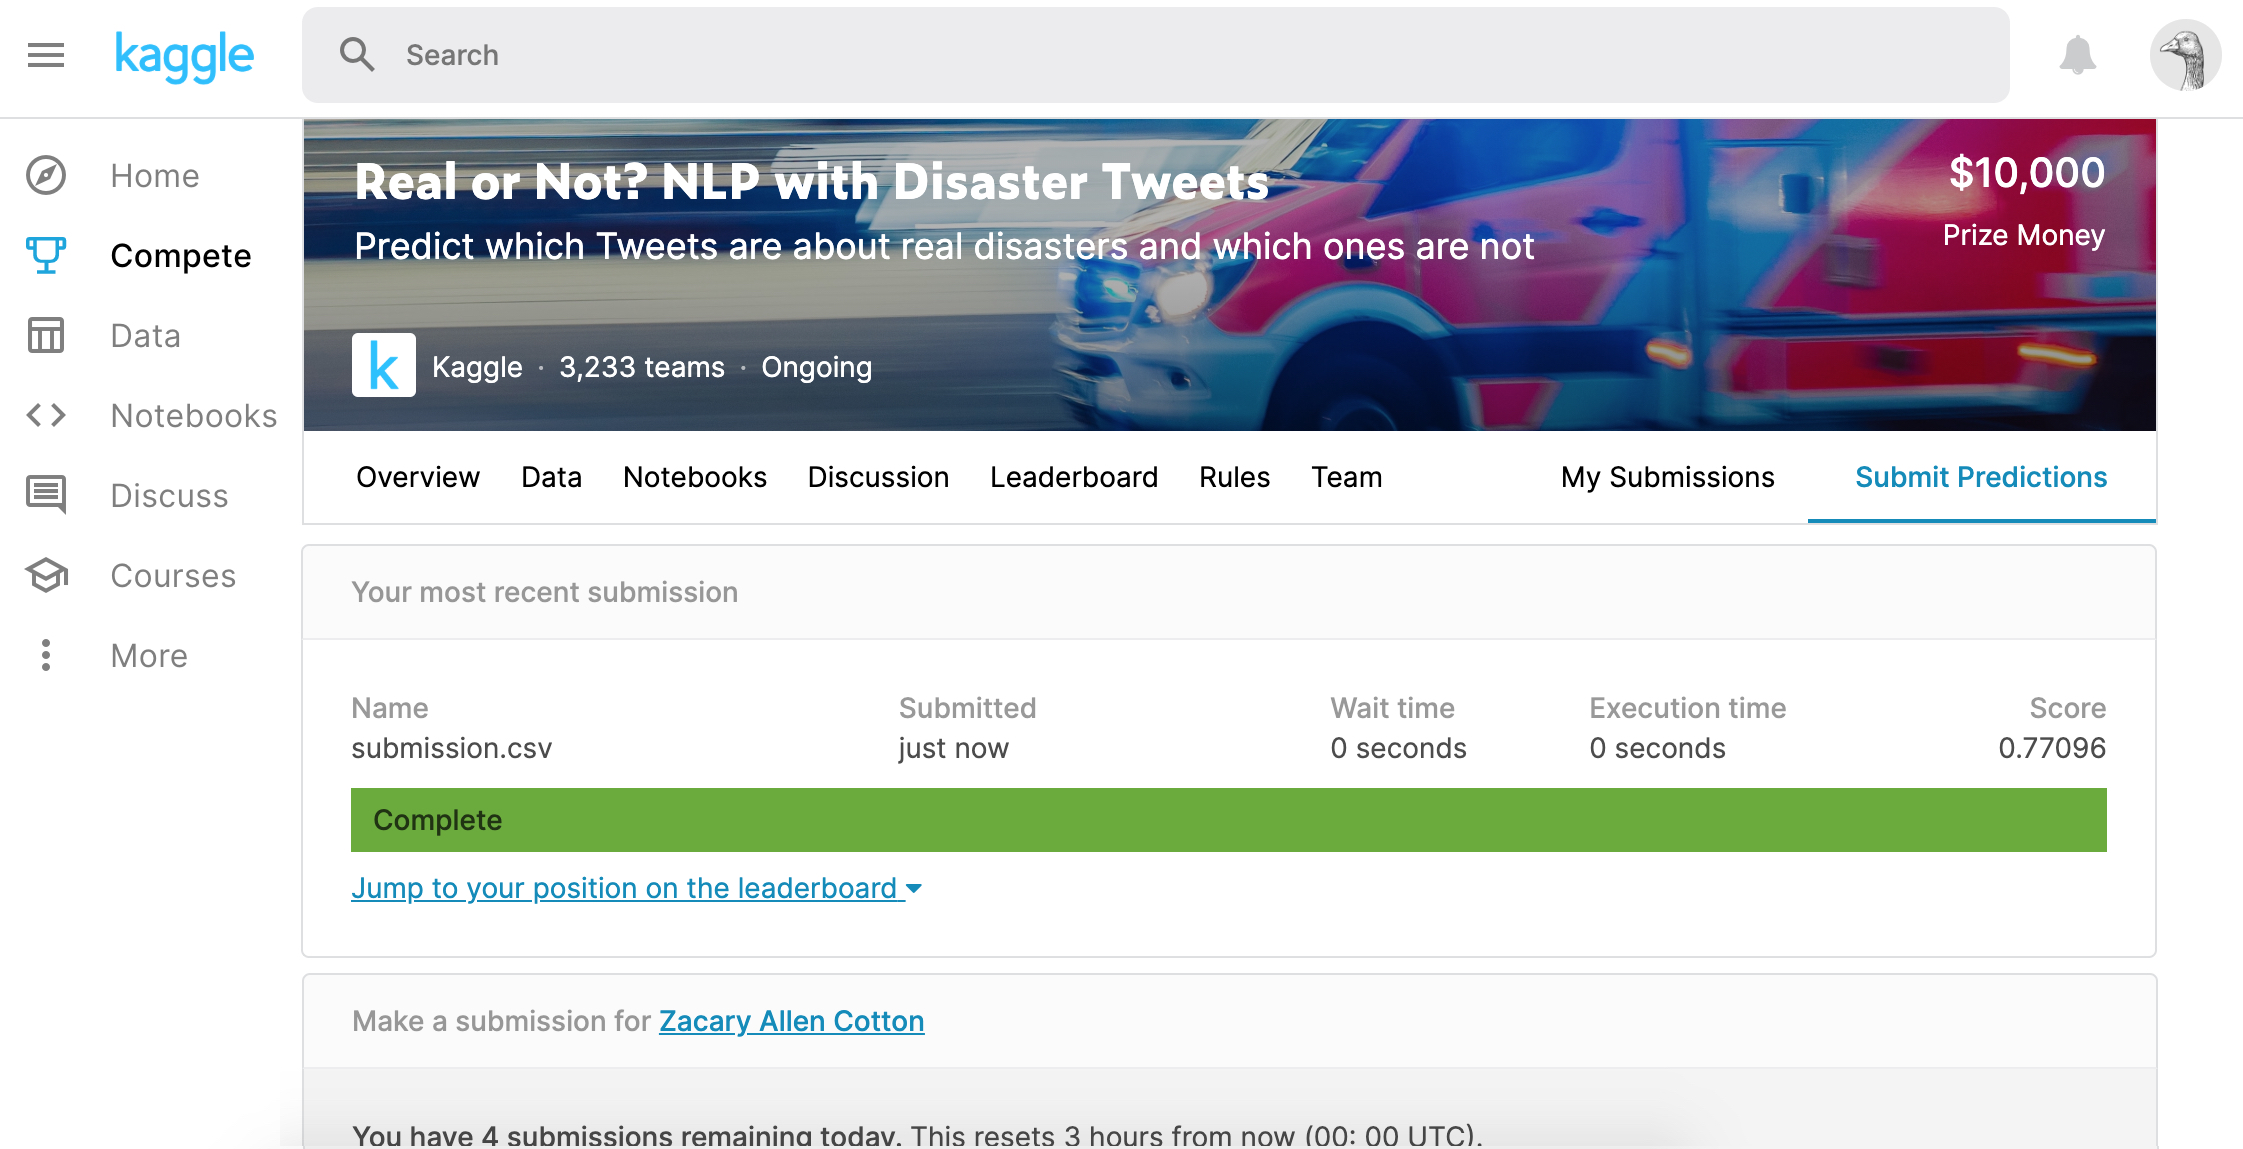 kaggle
Search
Home
Compete
Data
Notebooks
Discuss
Courses
More
Real or Not? NLP with Disaster Tweets
Predict which Tweets are about real disasters and which ones are not
$10,000
Prize Money
k
Kaggle · 3,233 teams · Ongoing
Overview Data Notebooks Discussion Leaderboard Rules Team My Submissions Submit Predictions
Your most recent submission
Name Submitted Wait time Execution time Score
submission.csv just now 0 seconds 0 seconds 0.77096
Complete
Jump to your position on the leaderboard
Make a submission for Zacary Allen Cotton
You have 4 submissions remaining today. This resets 3 hours from now (00: 00 UTC).